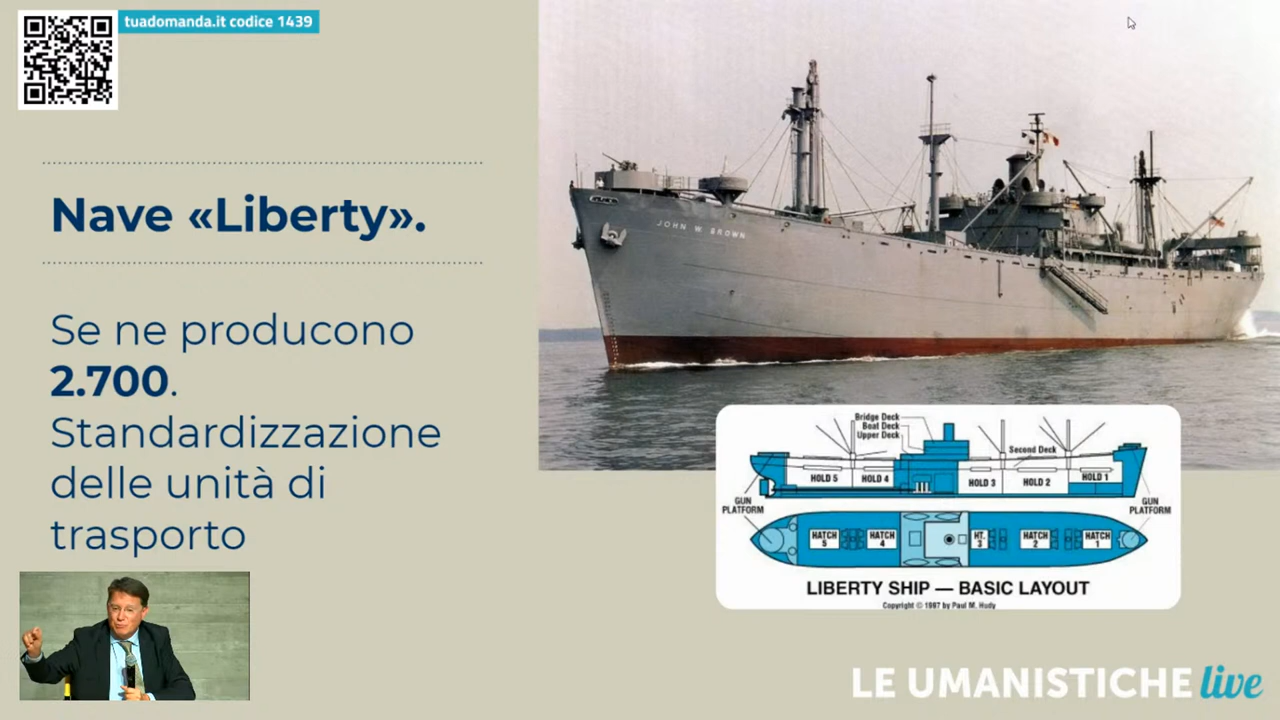 tuadomanda.it codice 1439
Nave «Liberty».
Se ne producono
2.700.
Standardizzazione
delle unità di
trasporto
JOHN W BROWN
Bridge Deck
Boat Deck
Upper Deck
Second Deck
HOLD 5
HOLD 4
HOLD 3
HOLD 2
HOLD 1
GUN
PLATFORM
GUN
PLATFORM
HATCH
5
HATCH
4
HT.
3
HATCH
2
HATCH
1
LIBERTY SHIP — BASIC LAYOUT
Copyright © 1997 by Paul M. Hudy
LE UMANISTICHE live